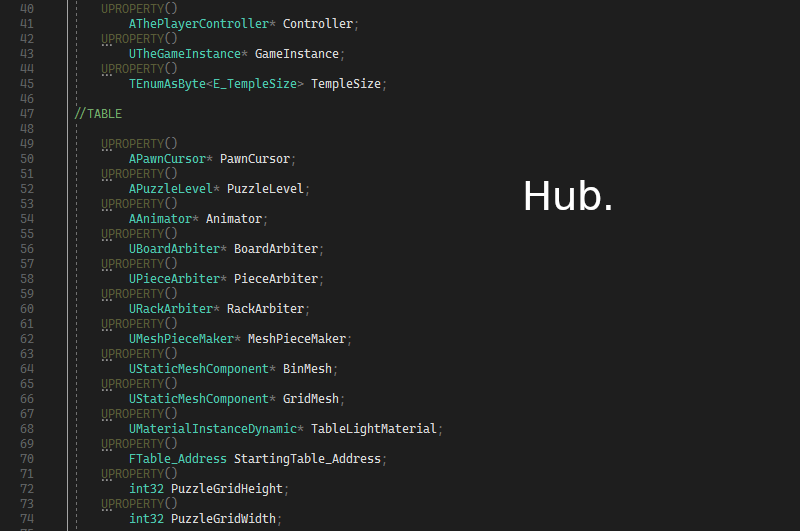 40 UPROPERTY()
41 AThePlayerController* Controller;
42 UPROPERTY()
43 UTheGameInstance* GameInstance;
44 UPROPERTY()
45 TEnumAsByte<E_TempleSize> TempleSize;
46
47 //TABLE
48
49 UPROPERTY()
50 APawnCursor* PawnCursor;
51 UPROPERTY()
52 APuzzleLevel* PuzzleLevel;
53 UPROPERTY()
54 AAnimator* Animator;
55 UPROPERTY()
56 UBoardArbiter* BoardArbiter;
57 UPROPERTY()
58 UPieceArbiter* PieceArbiter;
59 UPROPERTY()
60 URackArbiter* RackArbiter;
61 UPROPERTY()
62 UMeshPieceMaker* MeshPieceMaker;
63 UPROPERTY()
64 UStaticMeshComponent* BinMesh;
65 UPROPERTY()
66 UStaticMeshComponent* GridMesh;
67 UPROPERTY()
68 UMaterialInstanceDynamic* TableLightMaterial;
69 UPROPERTY()
70 FTable_Address StartingTable_Address;
71 UPROPERTY()
72 int32 PuzzleGridHeight;
73 UPROPERTY()
74 int32 PuzzleGridWidth;
Hub.